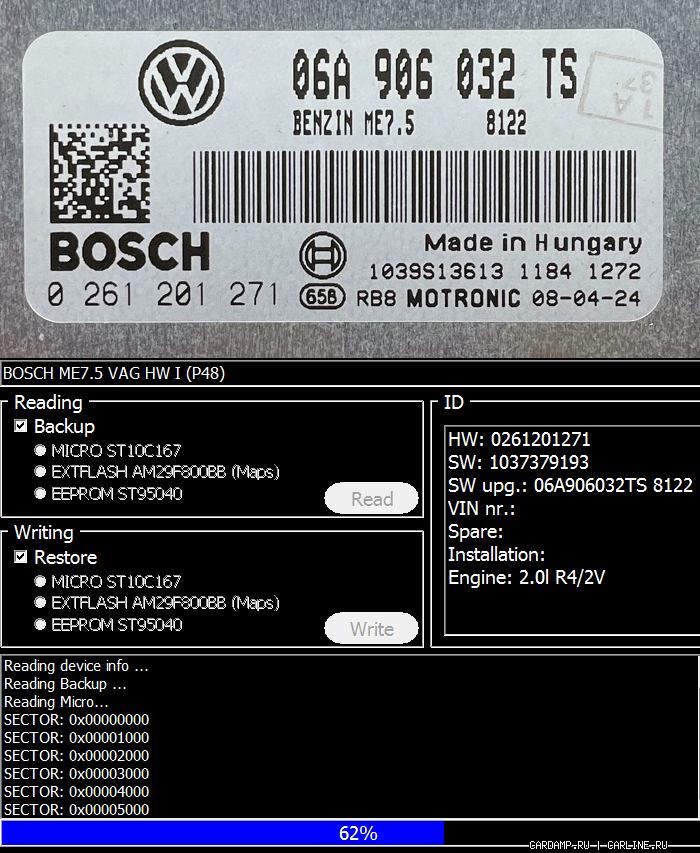 06A 906 032 TS
BENZIN ME7.5 8122
1A
37
BOSCH
Made in Hungary
1039S13613 1184 1272
0 261 201 271 65B RB8 MOTRONIC 08-04-24
BOSCH ME7.5 VAG HW I (P48)
Reading
Backup
MICRO ST10C167
EXTFLASH AM29F800BB (Maps)
EEPROM ST95040
Read
Writing
Restore
MICRO ST10C167
EXTFLASH AM29F800BB (Maps)
EEPROM ST95040
Write
ID
HW: 0261201271
SW: 1037379193
SW upg.: 06A906032TS 8122
VIN nr.:
Spare:
Installation:
Engine: 2.0l R4/2V
Reading device info ...
Reading Backup ...
Reading Micro...
SECTOR: 0x00000000
SECTOR: 0x00001000
SECTOR: 0x00002000
SECTOR: 0x00003000
SECTOR: 0x00004000
SECTOR: 0x00005000
62%
CARDAMP.RU - CARLINE.RU